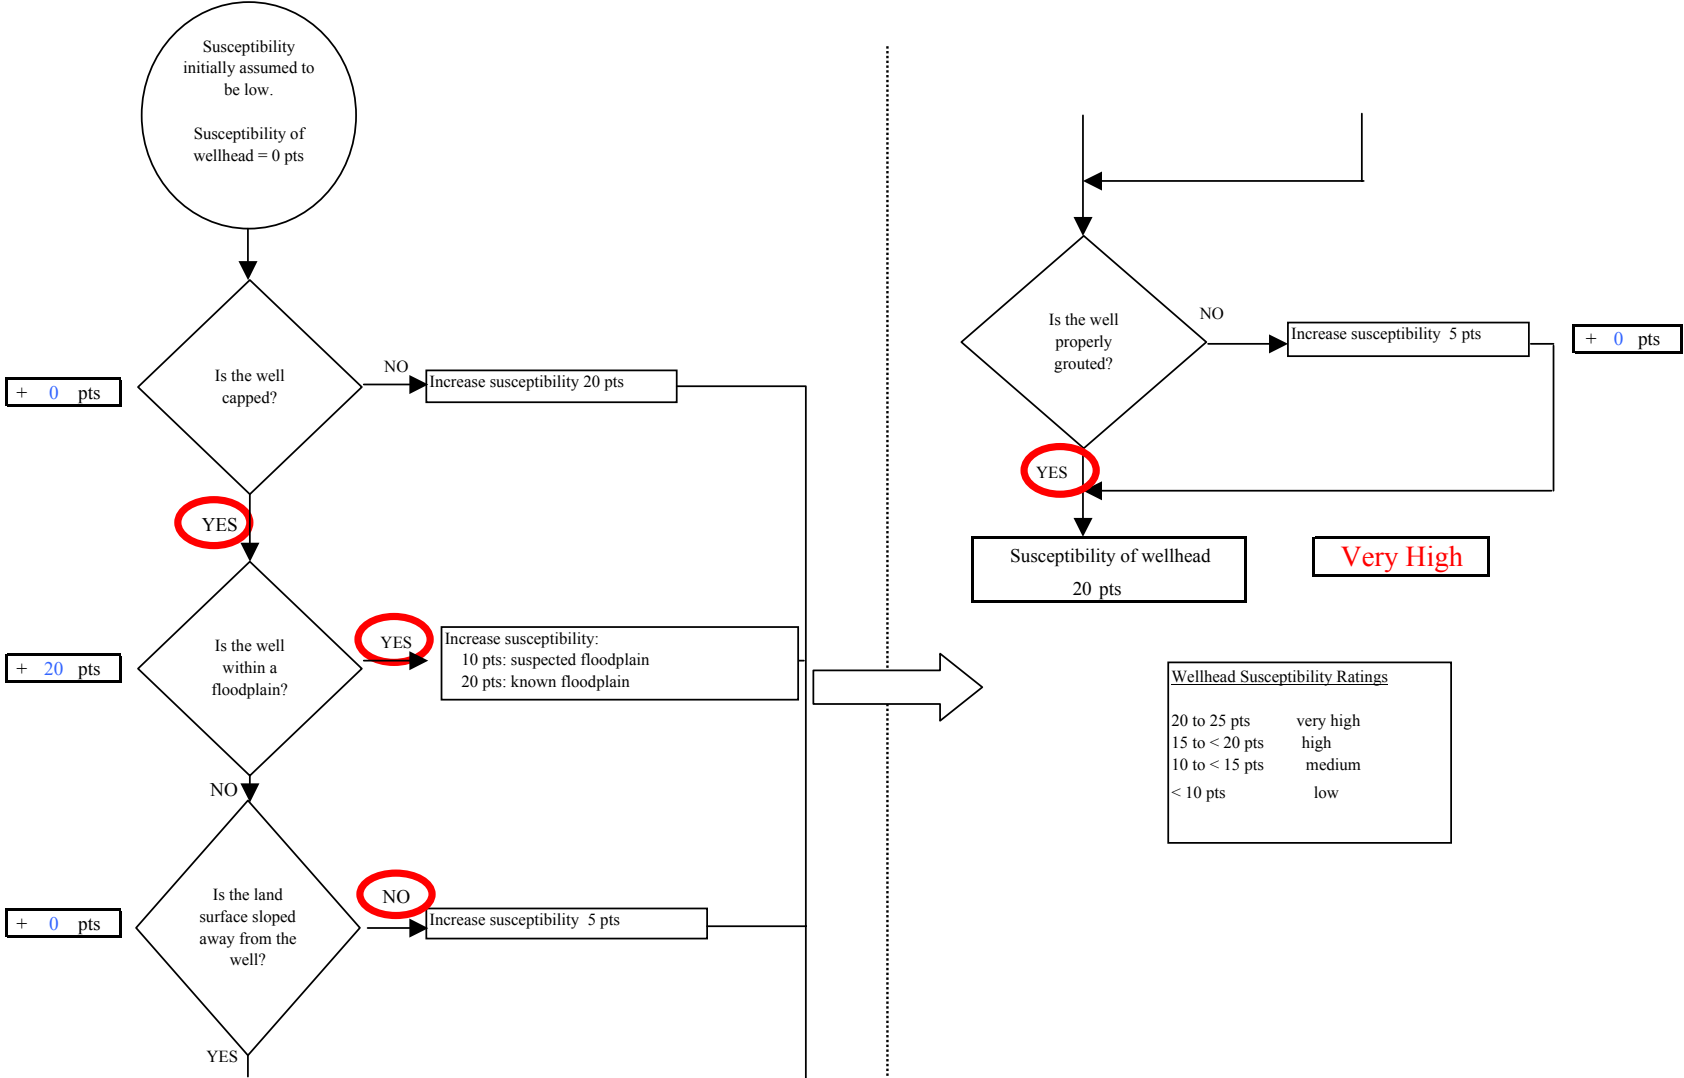 Susceptibility
initially assumed to
be low.
Susceptibility of
wellhead = 0 pts
Is the well
capped?
NO
Increase susceptibility 20 pts
+ 0 pts
YES
Is the well
within a
floodplain?
YES
Increase susceptibility:
10 pts: suspected floodplain
20 pts: known floodplain
+ 20 pts
NO
Is the land
surface sloped
away from the
well?
NO
Increase susceptibility 5 pts
+ 0 pts
YES
Is the well
properly
grouted?
NO
Increase susceptibility 5 pts
+ 0 pts
YES
Susceptibility of wellhead
20 pts
Very High
Wellhead Susceptibility Ratings
20 to 25 pts very high
15 to < 20 pts high
10 to < 15 pts medium
< 10 pts low